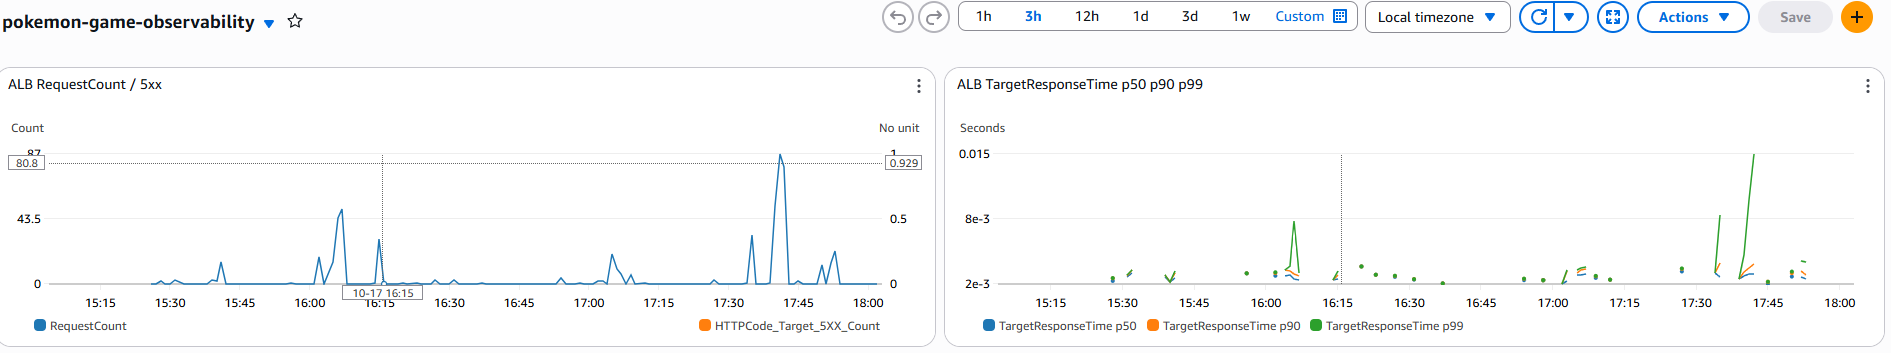 pokemon-game-observability
1h 3h 12h 1d 3d 1w Custom Local timezone Actions Save
ALB RequestCount / 5xx
Count No unit
87 1
80.8 0.929
43.5 0.5
0 0
10-17 16:15
15:15 15:30 15:45 16:00 16:15 16:30 16:45 17:00 17:15 17:30 17:45 18:00
RequestCount HTTPCode_Target_5XX_Count
ALB TargetResponseTime p50 p90 p99
Seconds
0.015
8e-3
2e-3
15:15 15:30 15:45 16:00 16:15 16:30 16:45 17:00 17:15 17:30 17:45 18:00
TargetResponseTime p50 TargetResponseTime p90 TargetResponseTime p99